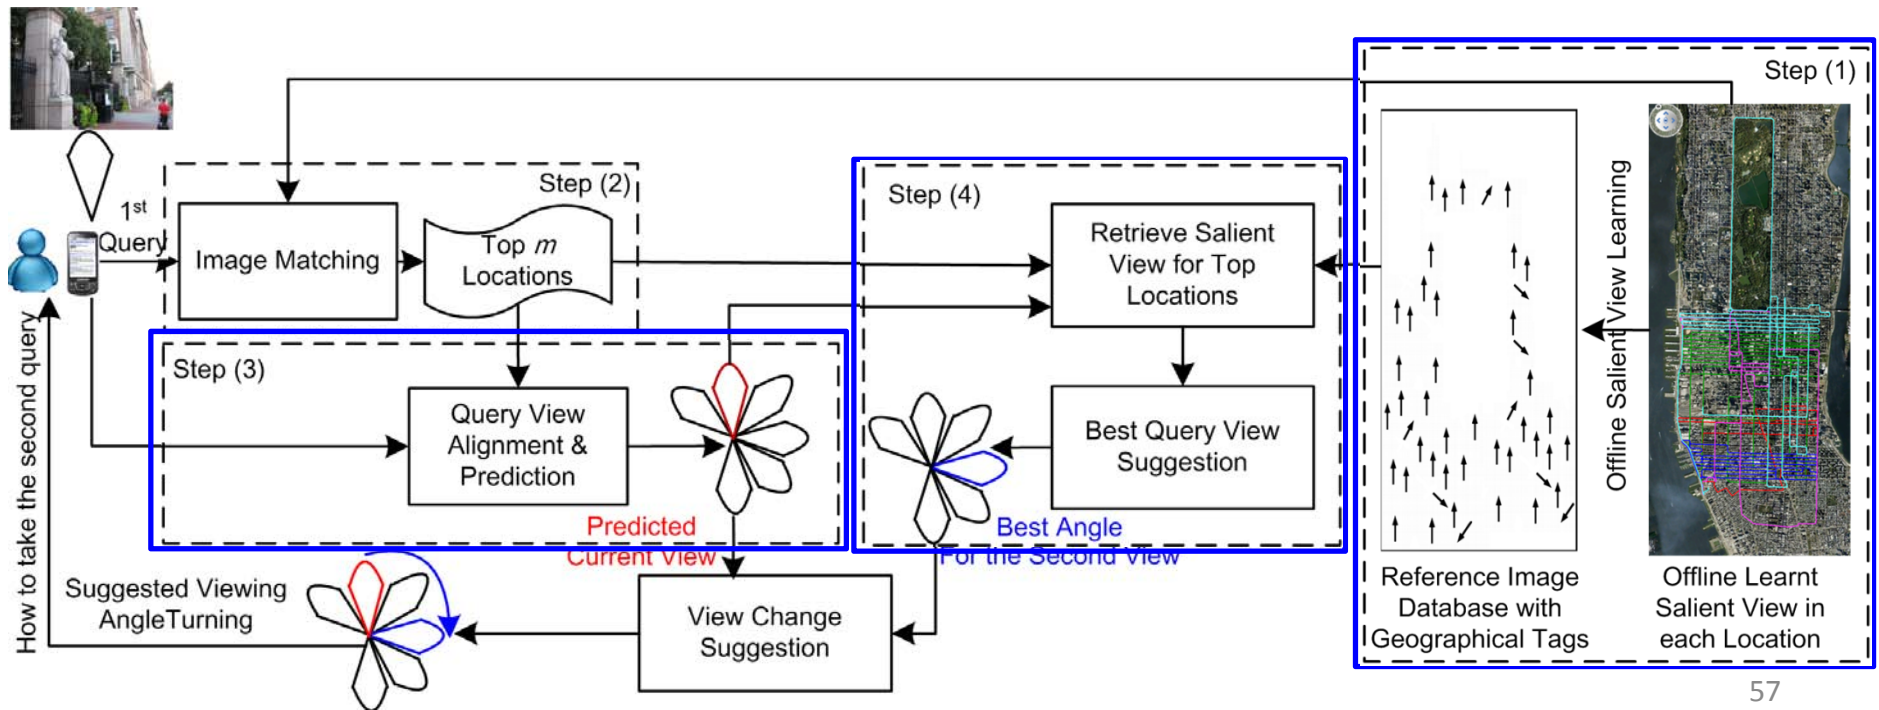 Step (1)
Step (2)
Step (4)
1st
Query
Image Matching
Top m
Locations
Retrieve Salient
View for Top
Locations
Offline Salient View Learning
How to take the second query
Step (3)
Query View
Alignment &
Prediction
Best Query View
Suggestion
Predicted
Current View
Best Angle
For the Second View
Suggested Viewing
AngleTurning
View Change
Suggestion
Reference Image
Database with
Geographical Tags
Offline Learnt
Salient View in
each Location
57